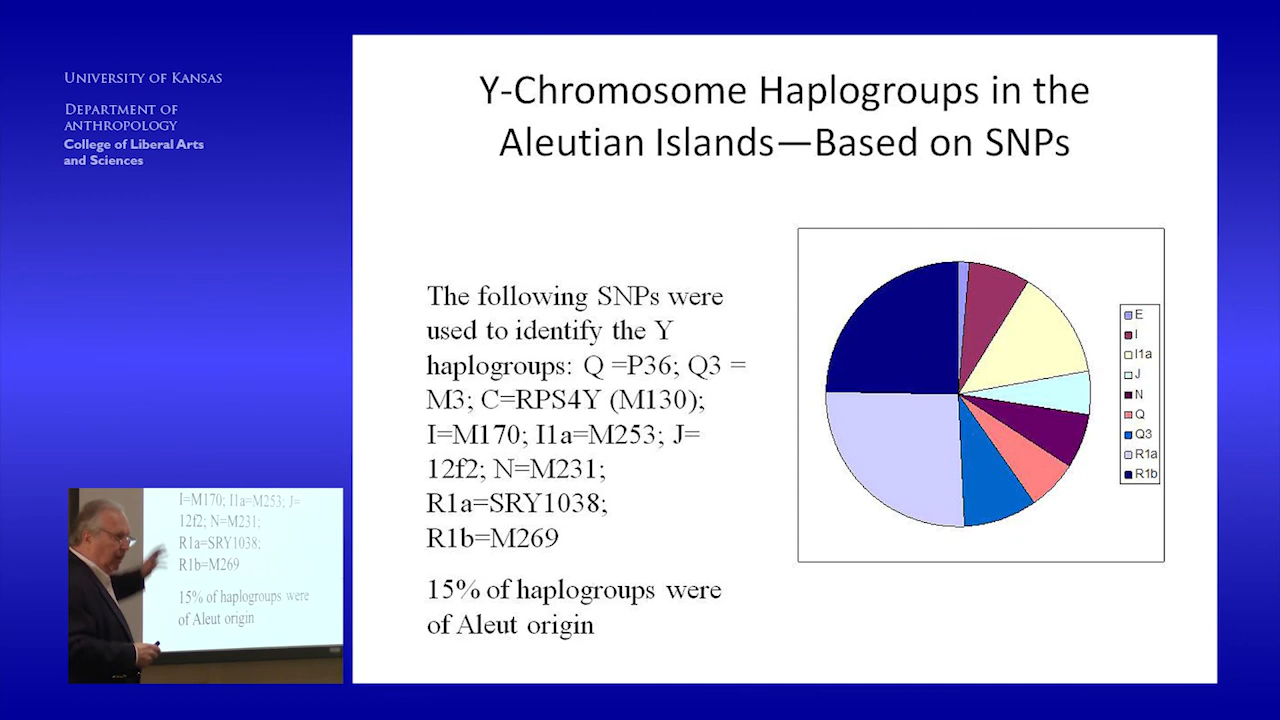 UNIVERSITY OF KANSAS
DEPARTMENT OF
ANTHROPOLOGY
College of Liberal Arts
and Sciences
Y-Chromosome Haplogroups in the
Aleutian Islands—Based on SNPs
The following SNPs were
used to identify the Y
haplogroups: Q =P36; Q3 =
M3; C=RPS4Y (M130);
I=M170; I1a=M253; J=
12f2; N=M231;
R1a=SRY1038;
R1b=M269
15% of haplogroups were
of Aleut origin
E
I
I1a
J
N
Q
Q3
R1a
R1b
I=M170; I1a=M253; J=
12f2; N=M231;
R1a=SRY1038;
R1b=M269
15% of haplogroups were
of Aleut origin